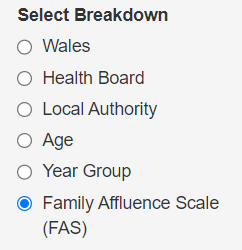 Select Breakdown
Wales
Health Board
Local Authority
Age
Year Group
Family Affluence Scale
(FAS)